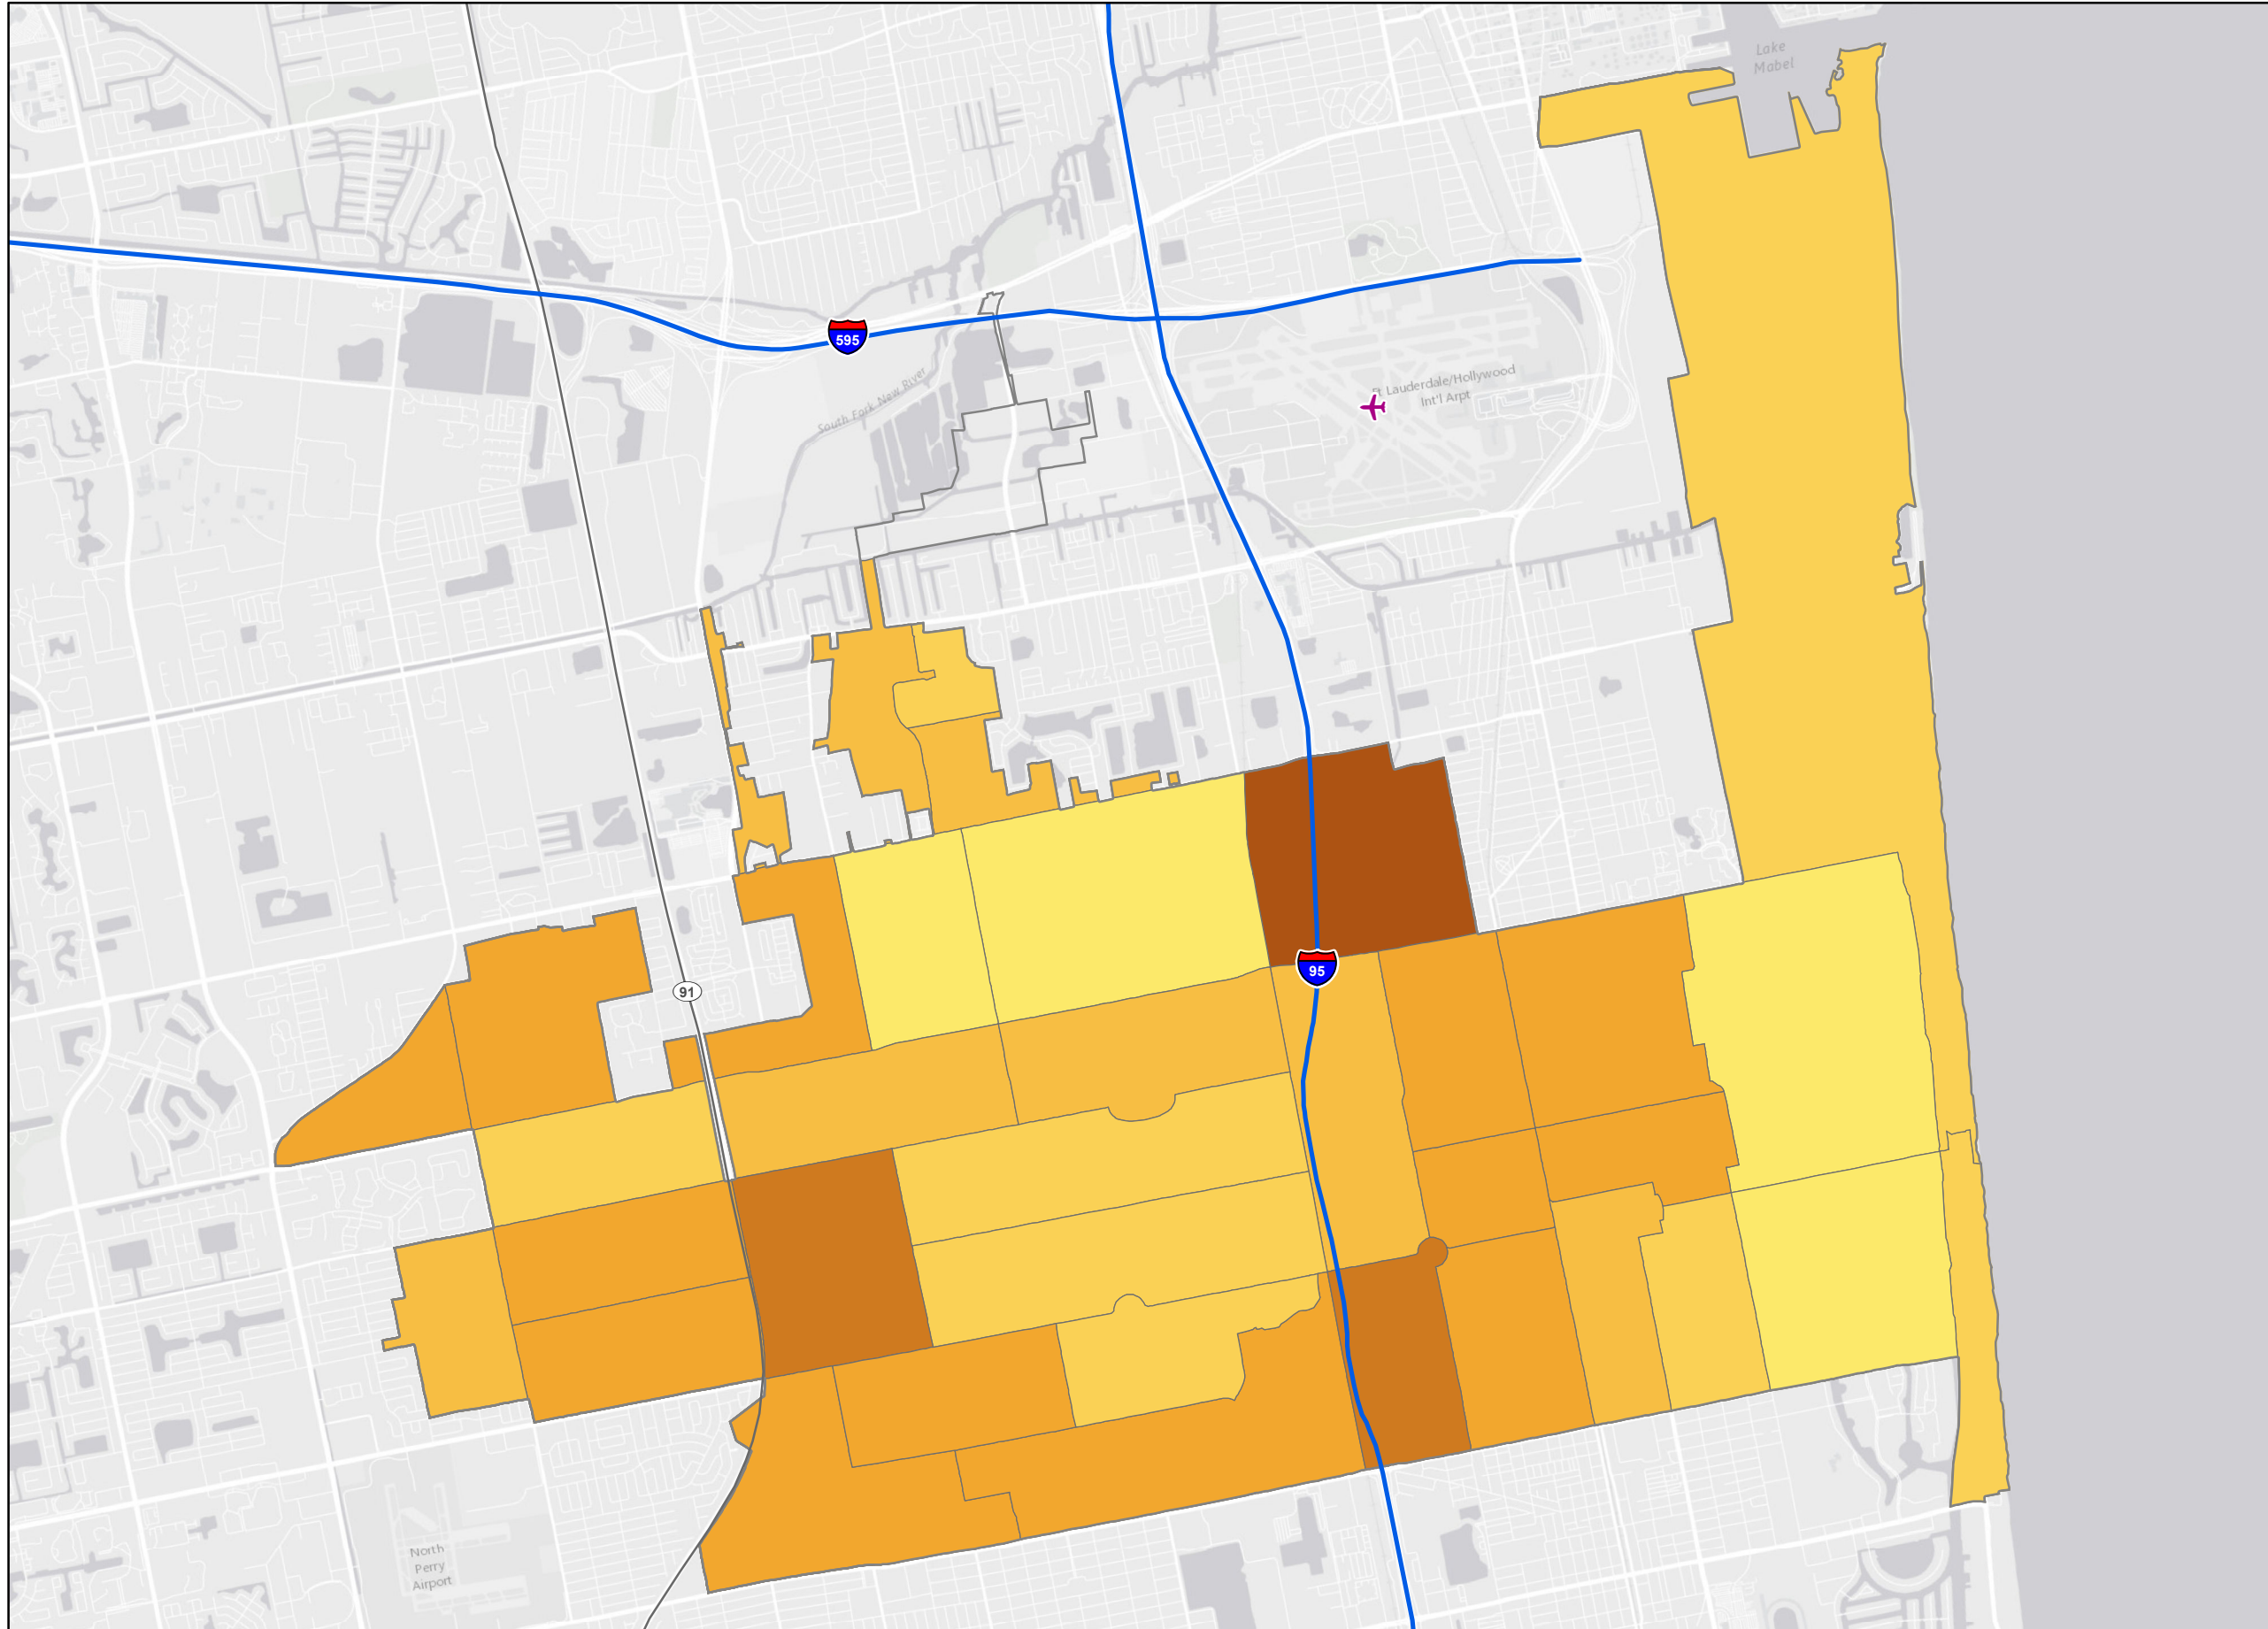 Lake
Mabel
595
South Fork New River
Ft Lauderdale/Hollywood
Int'l Arpt
95
91
North
Perry
Airport